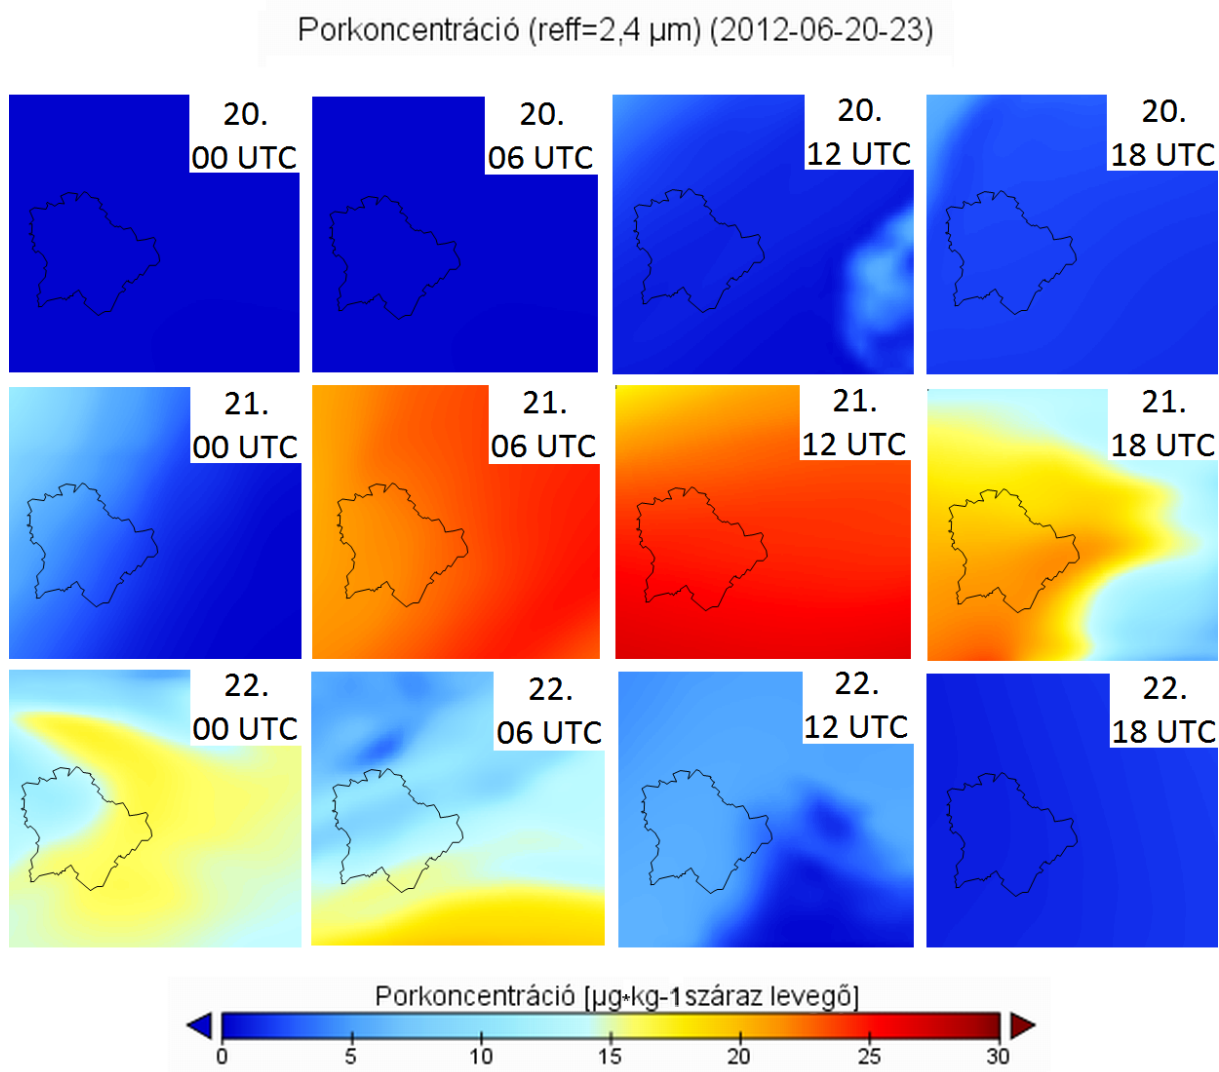 Porkoncentráció (reff=2,4 µm) (2012-06-20-23)
20.
00 UTC
20.
06 UTC
20.
12 UTC
20.
18 UTC
21.
00 UTC
21.
06 UTC
21.
12 UTC
21.
18 UTC
22.
00 UTC
22.
06 UTC
22.
12 UTC
22.
18 UTC
Porkoncentráció [µg*kg-1száraz levegő]
0 5 10 15 20 25 30